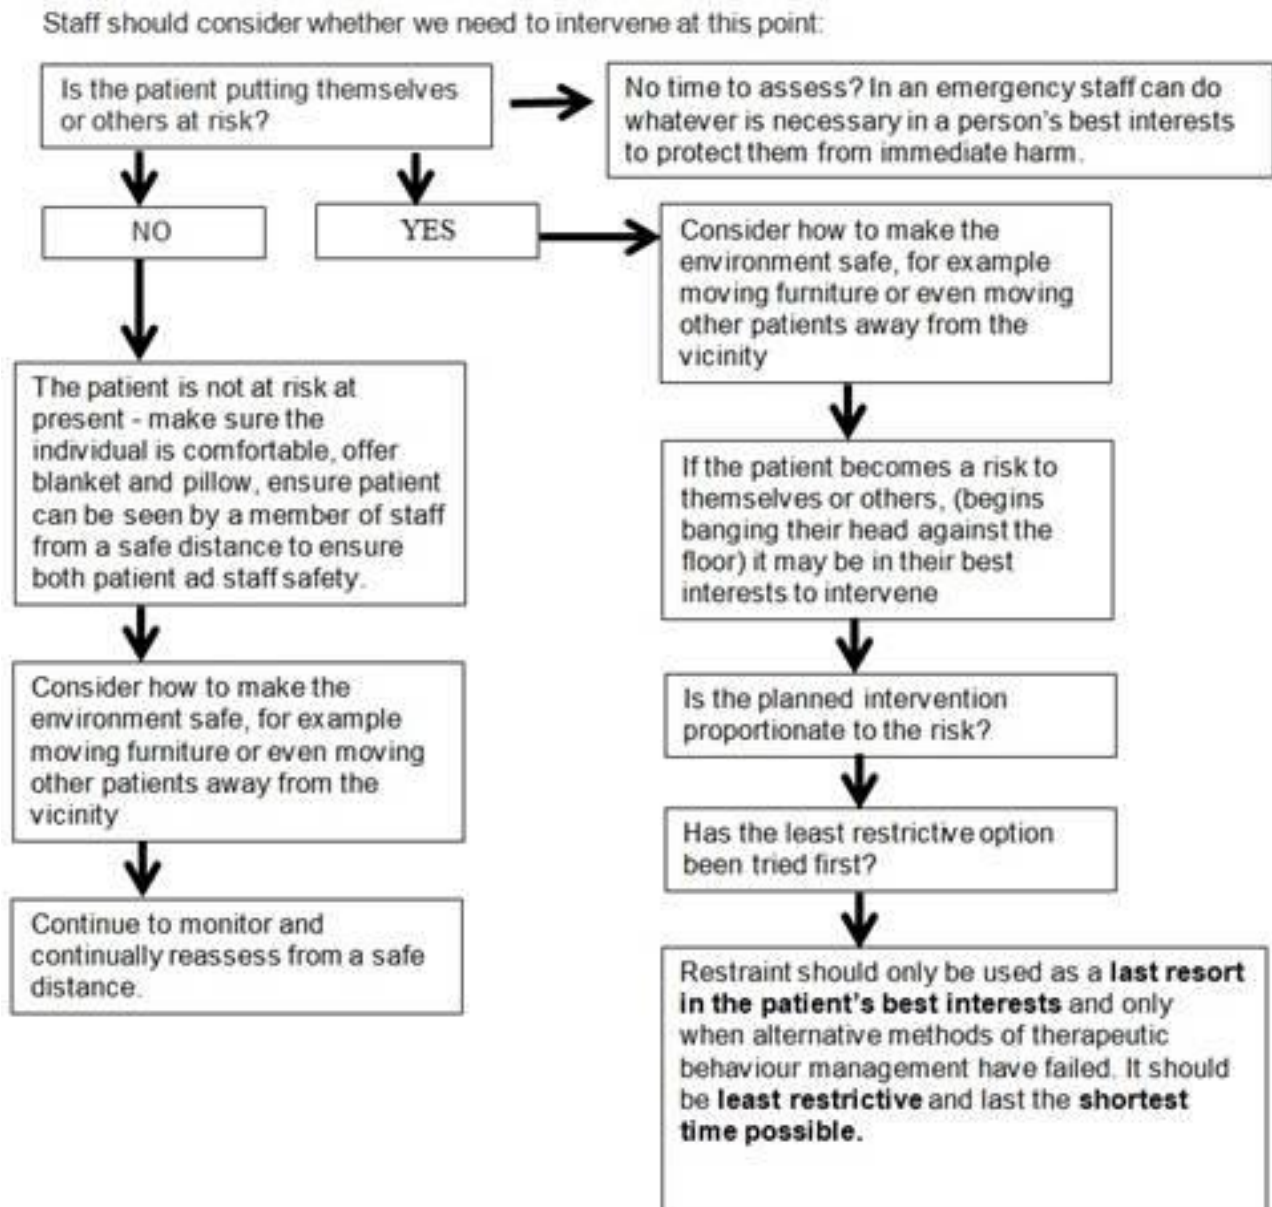 Staff should consider whether we need to intervene at this point:
Is the patient putting themselves
or others at risk?
No time to assess? In an emergency staff can do
whatever is necessary in a person's best interests
to protect them from immediate harm.
NO
YES
Consider how to make the
environment safe, for example
moving furniture or even moving
other patients away from the
vicinity
The patient is not at risk at
present - make sure the
individual is comfortable, offer
blanket and pillow, ensure patient
can be seen by a member of staff
from a safe distance to ensure
both patient ad staff safety.
If the patient becomes a risk to
themselves or others, (begins
banging their head against the
floor) it may be in their best
interests to intervene
Consider how to make the
environment safe, for example
moving furniture or even moving
other patients away from the
vicinity
Is the planned intervention
proportionate to the risk?
Has the least restrictive option
been tried first?
Continue to monitor and
continually reassess from a safe
distance.
Restraint should only be used as a last resort
in the patient's best interests and only
when alternative methods of therapeutic
behaviour management have failed. It should
be least restrictive and last the shortest
time possible.